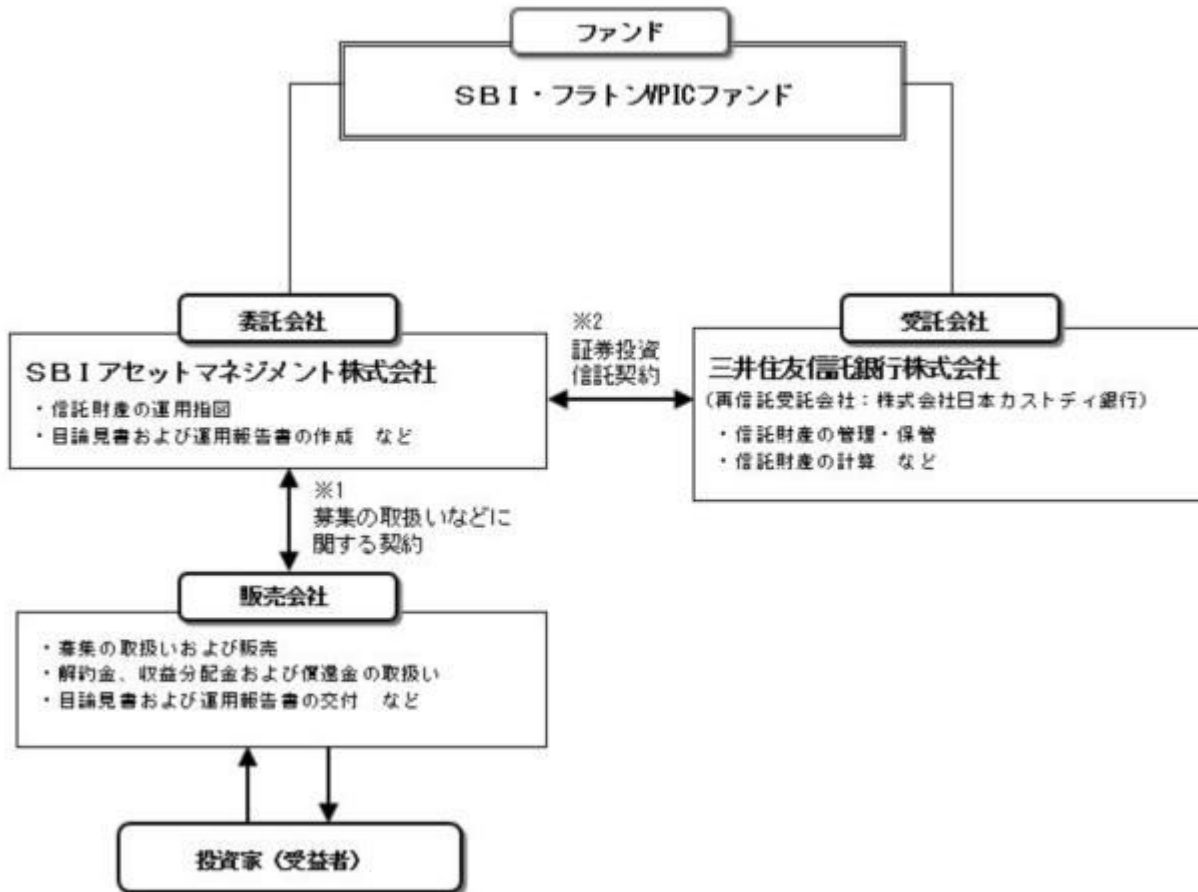 ファンド
ＳＢＩ・フラトンVPICファンド
委託会社
ＳＢＩアセットマネジメント株式会社
・信託財産の運用指図
・目論見書および運用報告書の作成　など
※2
証券投資
信託契約
受託会社
三井住友信託銀行株式会社
（再信託受託会社：株式会社日本カストディ銀行）
・信託財産の管理・保管
・信託財産の計算　など
※1
募集の取扱いなどに
関する契約
販売会社
・募集の取扱いおよび販売
・解約金、収益分配金および償還金の取扱い
・目論見書および運用報告書の交付　など
投資家（受益者）